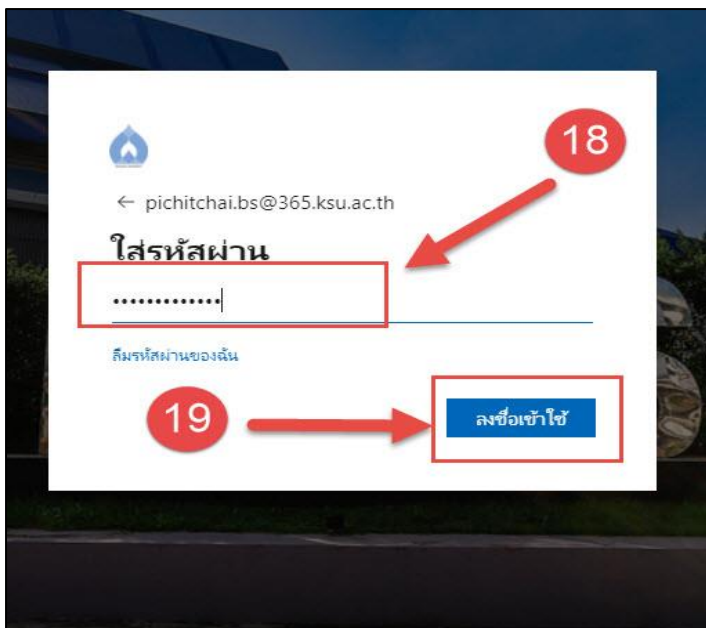 18
← pichitchai.bs@365.ksu.ac.th
ใส่รหัสผ่าน
•••••••••••••
ลืมรหัสผ่านของฉัน
19
ลงชื่อเข้าใช้